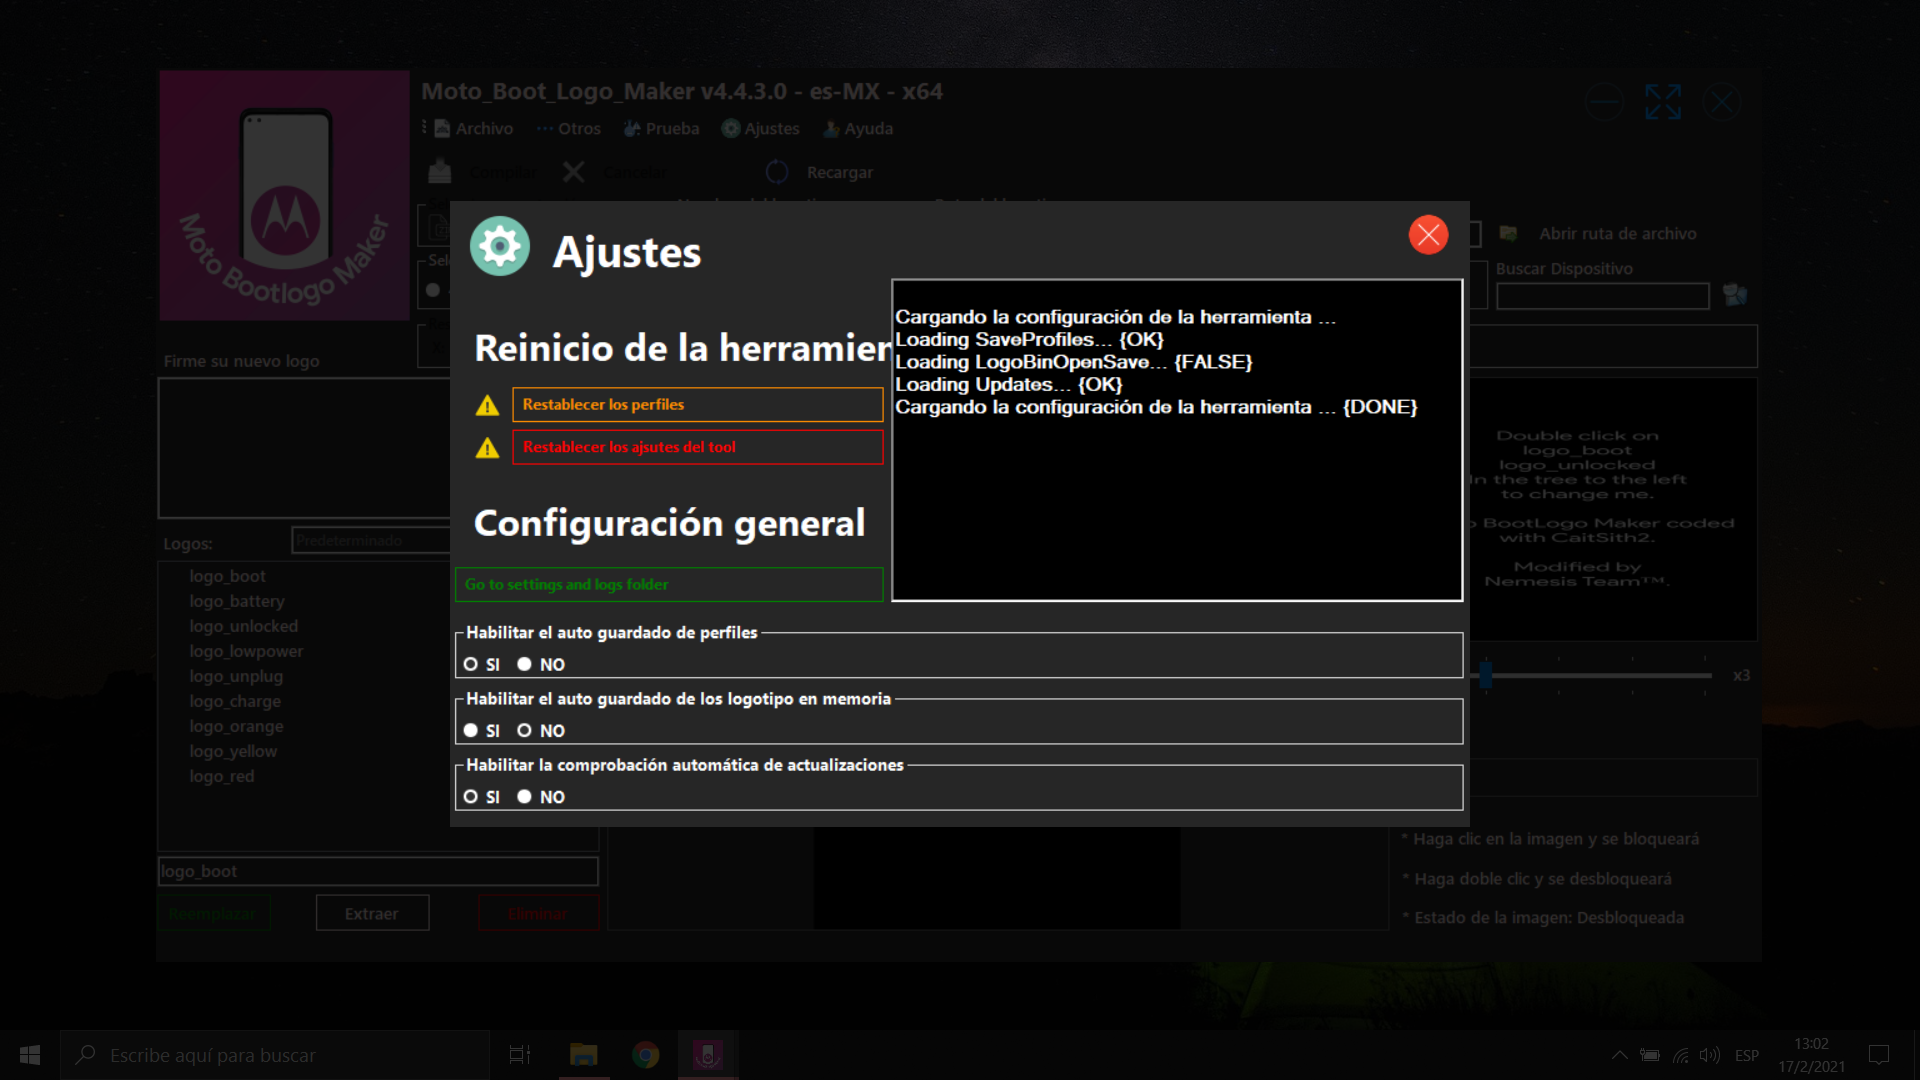 Moto_Boot_Logo_Maker v4.4.3.0 - es-MX - x64
Archivo Otros Prueba Ajustes Ayuda
Compilar Cancelar Recargar
Moto Bootlogo Maker
Abrir ruta de archivo
Buscar Dispositivo
Firme su nuevo logo
Logos: Predeterminado
logo_boot
logo_battery
logo_unlocked
logo_lowpower
logo_unplug
logo_charge
logo_orange
logo_yellow
logo_red
logo_boot
Reemplazar Extraer Eliminar
Ajustes
Reinicio de la herramien
Restablecer los perfiles
Restablecer los ajsutes del tool
Configuración general
Go to settings and logs folder
Cargando la configuración de la herramienta ...
Loading SaveProfiles... {OK}
Loading LogoBinOpenSave... {FALSE}
Loading Updates... {OK}
Cargando la configuración de la herramienta ... {DONE}
Habilitar el auto guardado de perfiles
SI NO
Habilitar el auto guardado de los logotipo en memoria
SI NO
Habilitar la comprobación automática de actualizaciones
SI NO
Double click on
logo_boot
logo_unlocked
in the tree to the left
to change me.
BootLogo Maker coded
with CaitSith2.
Modified by
Nemesis Team™.
x3
* Haga clic en la imagen y se bloqueará
* Haga doble clic y se desbloqueará
* Estado de la imagen: Desbloqueada
Escribe aquí para buscar
ESP
13:02
17/2/2021